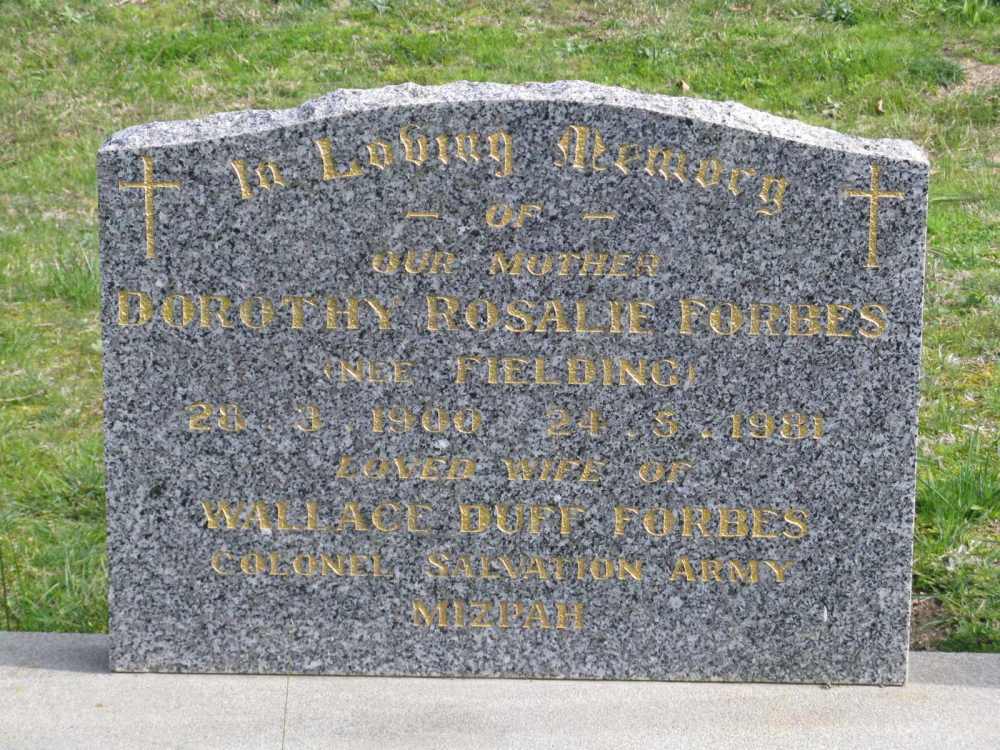 In Loving Memory
- OF -
OUR MOTHER
DOROTHY ROSALIE FORBES
(NEE FIELDING)
28.3.1900 24.5.1981
LOVED WIFE OF
WALLACE DUFF FORBES
COLONEL SALVATION ARMY
MIZPAH